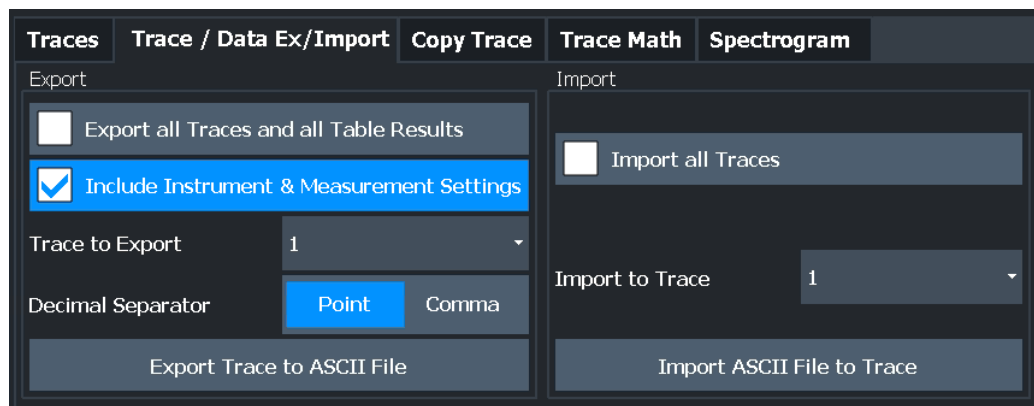 Traces Trace / Data Ex/Import Copy Trace Trace Math Spectrogram
Export
Export all Traces and all Table Results
Include Instrument & Measurement Settings
Trace to Export 1
Decimal Separator Point Comma
Export Trace to ASCII File
Import
Import all Traces
Import to Trace 1
Import ASCII File to Trace